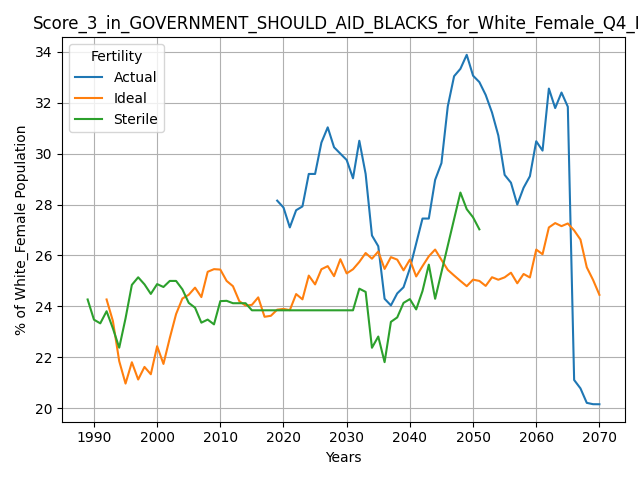 Score_3_in_GOVERNMENT_SHOULD_AID_BLACKS_for_White_Female_Q4_
Fertility
Actual
Ideal
Sterile
% of White_Female Population
34
32
30
28
26
24
22
20
1990 2000 2010 2020 2030 2040 2050 2060 2070
Years